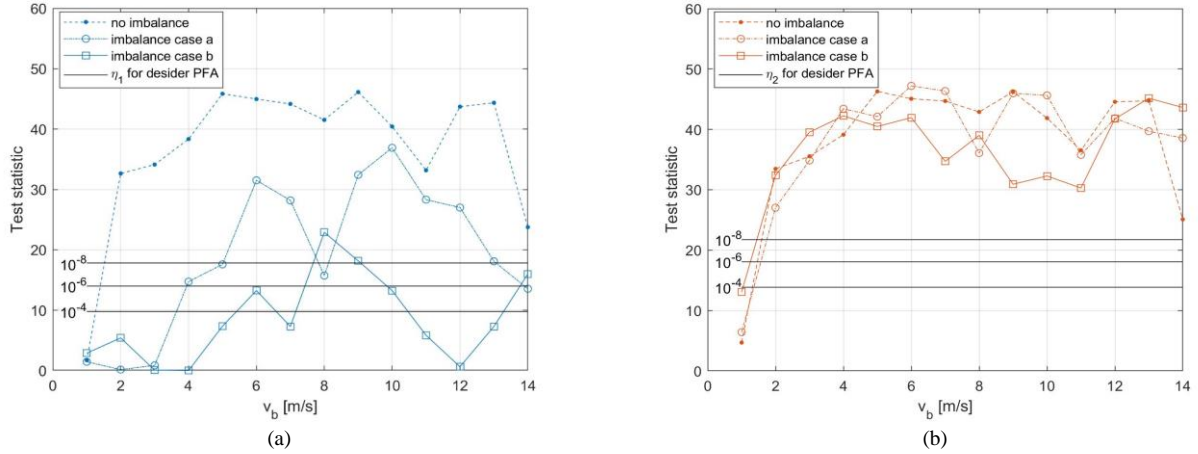 60
50
40
30
20
10
0
Test statistic
no imbalance
imbalance case a
imbalance case b
η1 for desider PFA
10-8
10-6
10-4
0 2 4 6 8 10 12 14
vb [m/s]
(a)
60
50
40
30
20
10
0
Test statistic
no imbalance
imbalance case a
imbalance case b
η2 for desider PFA
10-8
10-6
10-4
0 2 4 6 8 10 12 14
vb [m/s]
(b)